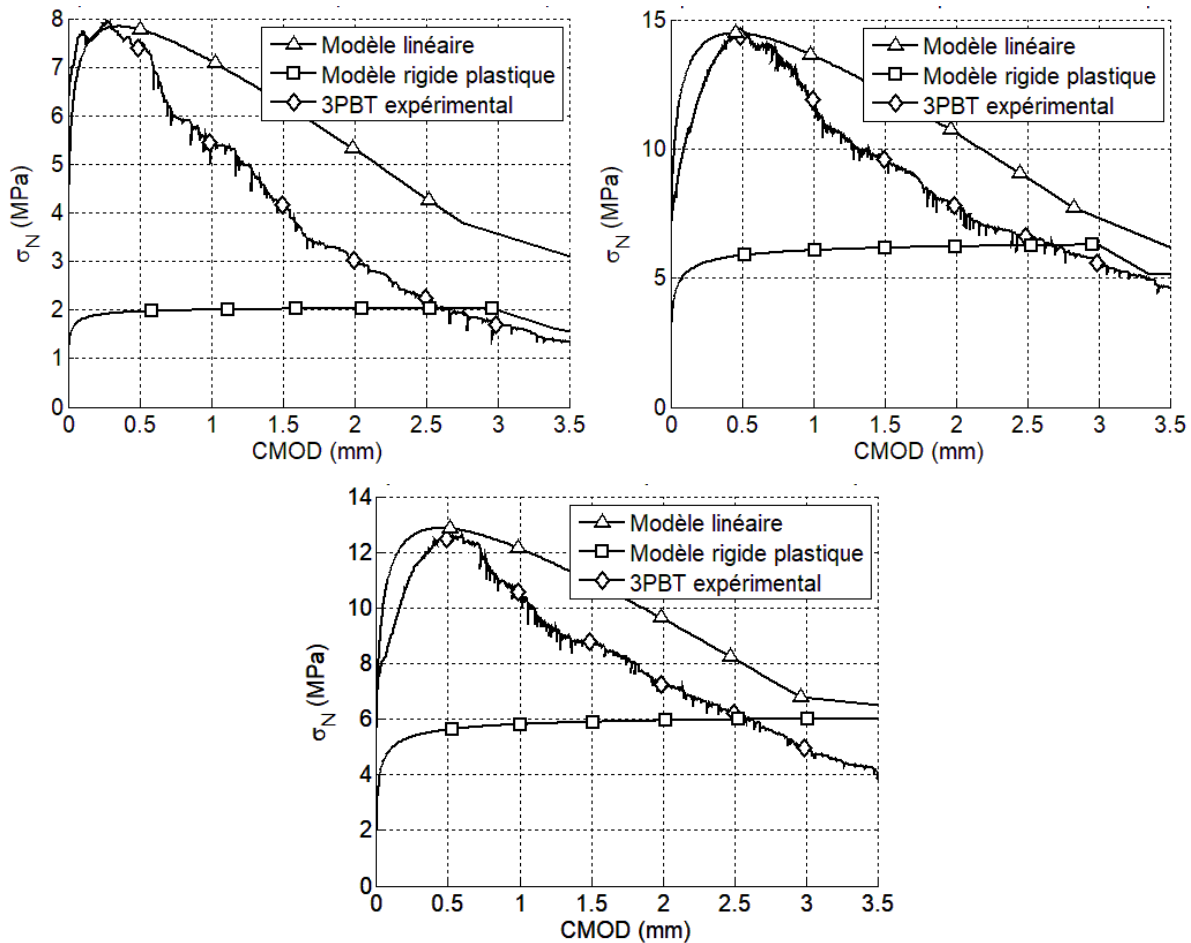 8
7
6
5
4
3
2
1
0
σN (MPa)
Modèle linéaire
Modèle rigide plastique
3PBT expérimental
0 0.5 1 1.5 2 2.5 3 3.5
CMOD (mm)
15
10
5
0
σN (MPa)
Modèle linéaire
Modèle rigide plastique
3PBT expérimental
0 0.5 1 1.5 2 2.5 3 3.5
CMOD (mm)
14
12
10
8
6
4
2
0
σN (MPa)
Modèle linéaire
Modèle rigide plastique
3PBT expérimental
0 0.5 1 1.5 2 2.5 3 3.5
CMOD (mm)